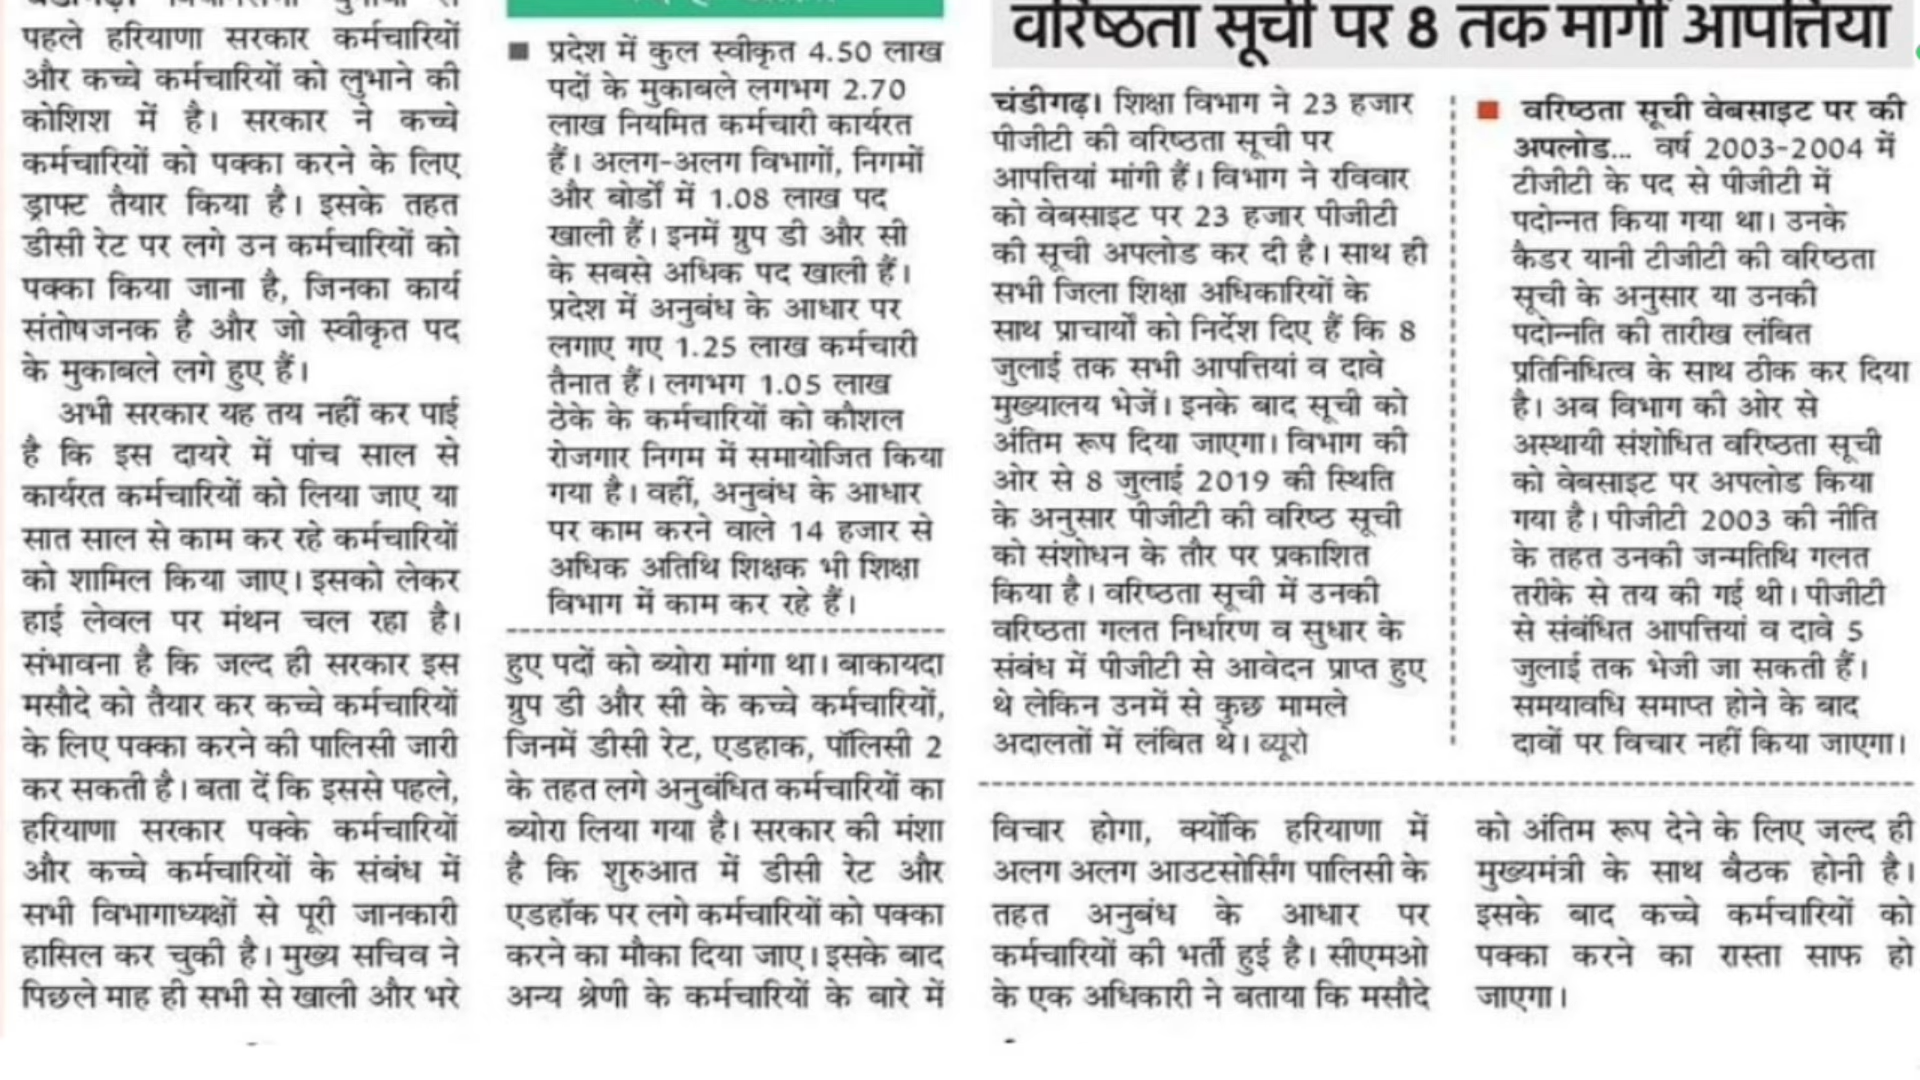 पहले हरियाणा सरकार कर्मचारियों
और कच्चे कर्मचारियों को लुभाने की
कोशिश में है। सरकार ने कच्चे
कर्मचारियों को पक्का करने के लिए
ड्राफ्ट तैयार किया है। इसके तहत
डीसी रेट पर लगे उन कर्मचारियों को
पक्का किया जाना है, जिनका कार्य
संतोषजनक है और जो स्वीकृत पद
के मुकाबले लगे हुए हैं।
अभी सरकार यह तय नहीं कर पाई
है कि इस दायरे में पांच साल से
कार्यरत कर्मचारियों को लिया जाए या
सात साल से काम कर रहे कर्मचारियों
को शामिल किया जाए। इसको लेकर
हाई लेवल पर मंथन चल रहा है।
संभावना है कि जल्द ही सरकार इस
मसौदे को तैयार कर कच्चे कर्मचारियों
के लिए पक्का करने की पालिसी जारी
कर सकती है। बता दें कि इससे पहले,
हरियाणा सरकार पक्के कर्मचारियों
और कच्चे कर्मचारियों के संबंध में
सभी विभागाध्यक्षों से पूरी जानकारी
हासिल कर चुकी है। मुख्य सचिव ने
पिछले माह ही सभी से खाली और भरे
■ प्रदेश में कुल स्वीकृत 4.50 लाख
पदों के मुकाबले लगभग 2.70
लाख नियमित कर्मचारी कार्यरत
हैं। अलग-अलग विभागों, निगमों
और बोर्डों में 1.08 लाख पद
खाली हैं। इनमें ग्रुप डी और सी
के सबसे अधिक पद खाली हैं।
प्रदेश में अनुबंध के आधार पर
लगाए गए 1.25 लाख कर्मचारी
तैनात हैं। लगभग 1.05 लाख
ठेके के कर्मचारियों को कौशल
रोजगार निगम में समायोजित किया
गया है। वहीं, अनुबंध के आधार
पर काम करने वाले 14 हजार से
अधिक अतिथि शिक्षक भी शिक्षा
विभाग में काम कर रहे हैं।
हुए पदों को ब्योरा मांगा था। बाकायदा
ग्रुप डी और सी के कच्चे कर्मचारियों,
जिनमें डीसी रेट, एडहाक, पॉलिसी 2
के तहत लगे अनुबंधित कर्मचारियों का
ब्योरा लिया गया है। सरकार की मंशा
है कि शुरुआत में डीसी रेट और
एडहॉक पर लगे कर्मचारियों को पक्का
करने का मौका दिया जाए। इसके बाद
अन्य श्रेणी के कर्मचारियों के बारे में
वरिष्ठता सूची पर 8 तक मांगीं आपत्तियां
चंडीगढ़। शिक्षा विभाग ने 23 हजार
पीजीटी की वरिष्ठता सूची पर
आपत्तियां मांगी हैं। विभाग ने रविवार
को वेबसाइट पर 23 हजार पीजीटी
की सूची अपलोड कर दी है। साथ ही
सभी जिला शिक्षा अधिकारियों के
साथ प्राचार्यों को निर्देश दिए हैं कि 8
जुलाई तक सभी आपत्तियां व दावे
मुख्यालय भेजें। इनके बाद सूची को
अंतिम रूप दिया जाएगा। विभाग की
ओर से 8 जुलाई 2019 की स्थिति
के अनुसार पीजीटी की वरिष्ठ सूची
को संशोधन के तौर पर प्रकाशित
किया है। वरिष्ठता सूची में उनकी
वरिष्ठता गलत निर्धारण व सुधार के
संबंध में पीजीटी से आवेदन प्राप्त हुए
थे लेकिन उनमें से कुछ मामले
अदालतों में लंबित थे। ब्यूरो
■ वरिष्ठता सूची वेबसाइट पर की
अपलोड... वर्ष 2003-2004 में
टीजीटी के पद से पीजीटी में
पदोन्नत किया गया था। उनके
कैडर यानी टीजीटी की वरिष्ठता
सूची के अनुसार या उनकी
पदोन्नति की तारीख लंबित
प्रतिनिधित्व के साथ ठीक कर दिया
है। अब विभाग की ओर से
अस्थायी संशोधित वरिष्ठता सूची
को वेबसाइट पर अपलोड किया
गया है। पीजीटी 2003 की नीति
के तहत उनकी जन्मतिथि गलत
तरीके से तय की गई थी। पीजीटी
से संबंधित आपत्तियां व दावे 5
जुलाई तक भेजी जा सकती हैं।
समयावधि समाप्त होने के बाद
दावों पर विचार नहीं किया जाएगा।
विचार होगा, क्योंकि हरियाणा में
अलग अलग आउटसोर्सिंग पालिसी के
तहत अनुबंध के आधार पर
कर्मचारियों की भर्ती हुई है। सीएमओ
के एक अधिकारी ने बताया कि मसौदे
को अंतिम रूप देने के लिए जल्द ही
मुख्यमंत्री के साथ बैठक होनी है।
इसके बाद कच्चे कर्मचारियों को
पक्का करने का रास्ता साफ हो
जाएगा।